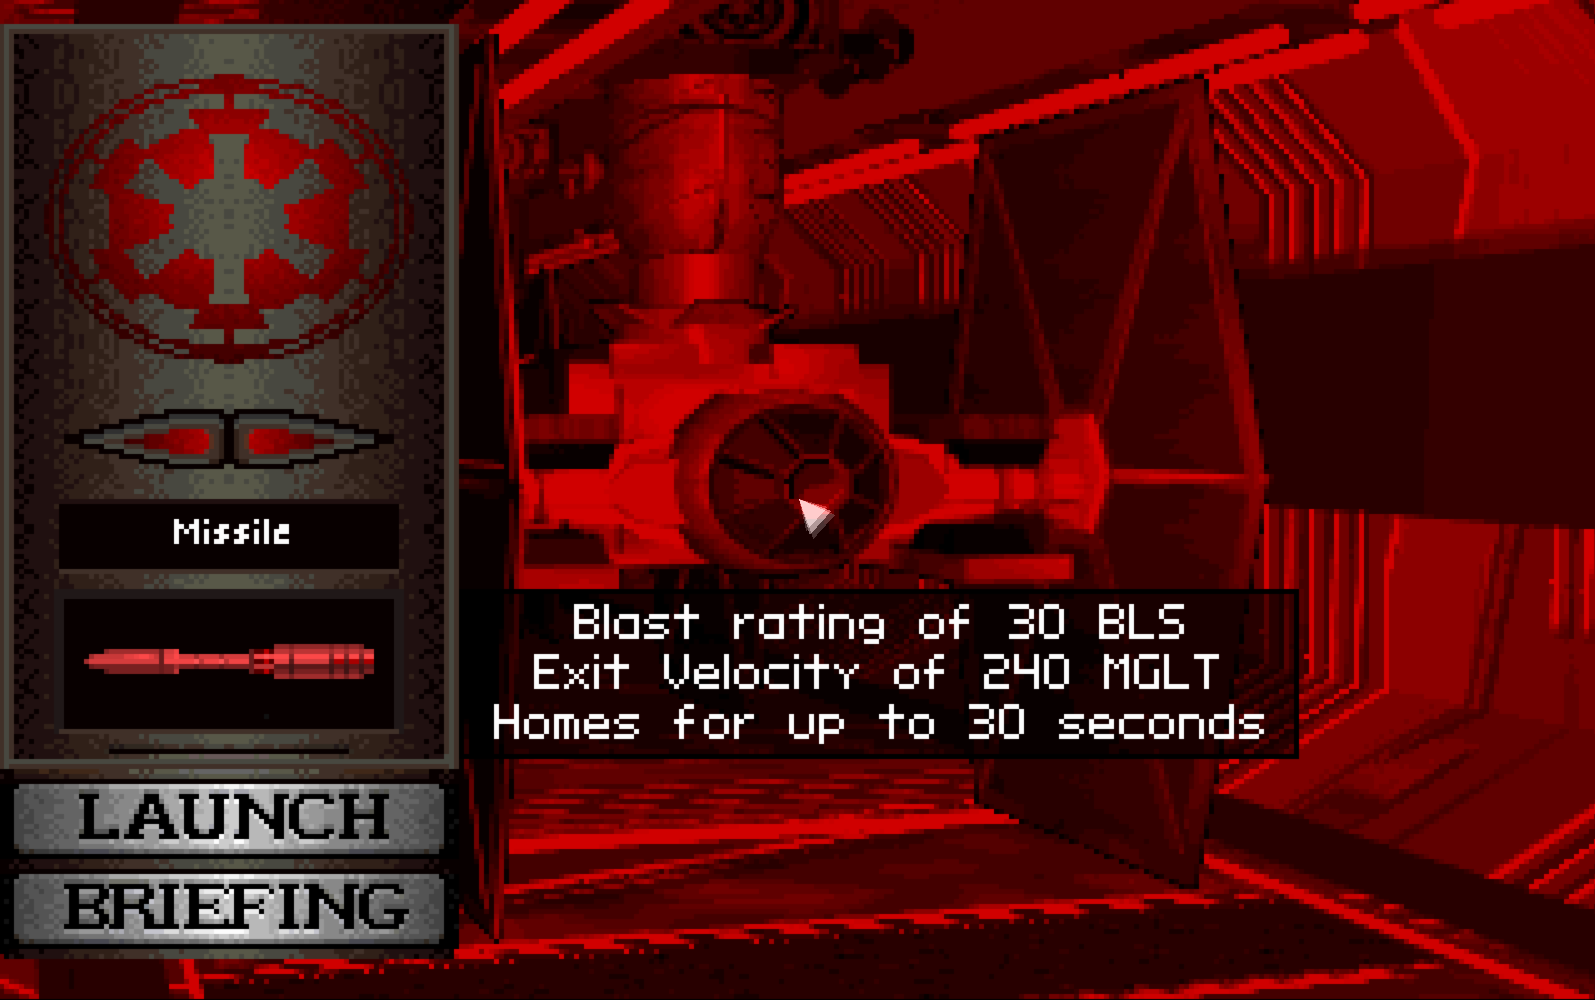 Missile
Blast rating of 30 BLS
Exit Velocity of 240 MGLT
Homes for up to 30 seconds
LAUNCH
BRIEFING